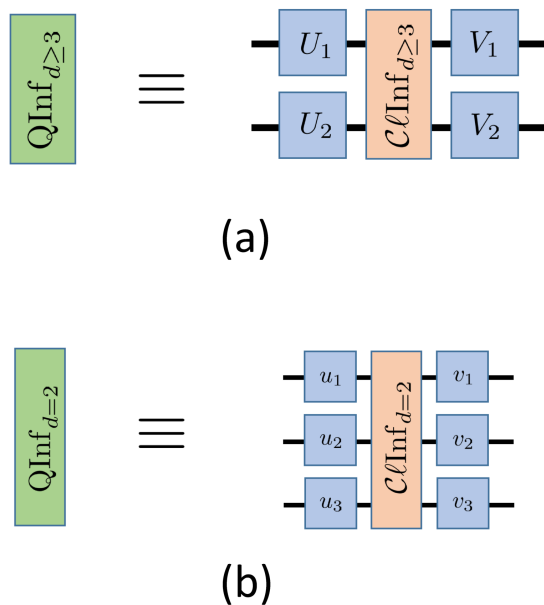 QInf_{d≥3} ≡ U_1 CℓInf_{d≥3} V_1
U_2 V_2
(a)
QInf_{d=2} ≡ u_1 CℓInf_{d=2} v_1
u_2 v_2
u_3 v_3
(b)